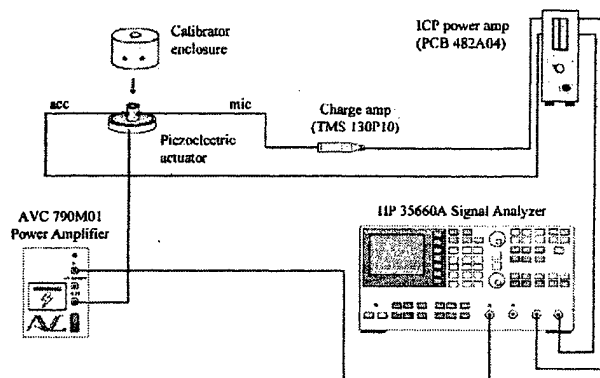 Calibrator
enclosure
ICP power amp
(PCB 482A04)
acc
mic
Charge amp
(TMS 130P10)
Piezoelectric
actuator
AVC 790M01
Power Amplifier
HP 35660A Signal Analyzer